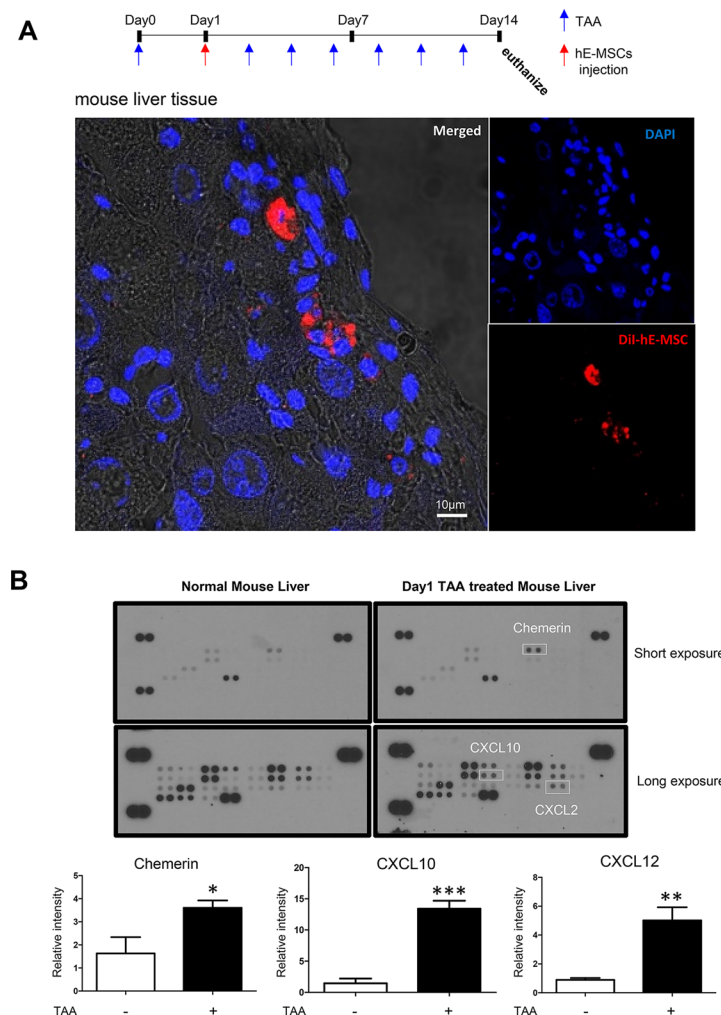 A
Day0 Day1 Day7 Day14
TAA
hE-MSCs
injection
euthanize
mouse liver tissue
Merged
DAPI
DiI-hE-MSC
10μm
B
Normal Mouse Liver
Day1 TAA treated Mouse Liver
Chemerin
Short exposure
CXCL10
CXCL2
Long exposure
Chemerin
CXCL10
CXCL12
Relative intensity
5
4
3
2
1
0
*
TAA - +
Relative intensity
20
15
10
5
0
***
TAA - +
Relative intensity
8
6
4
2
0
**
TAA - +